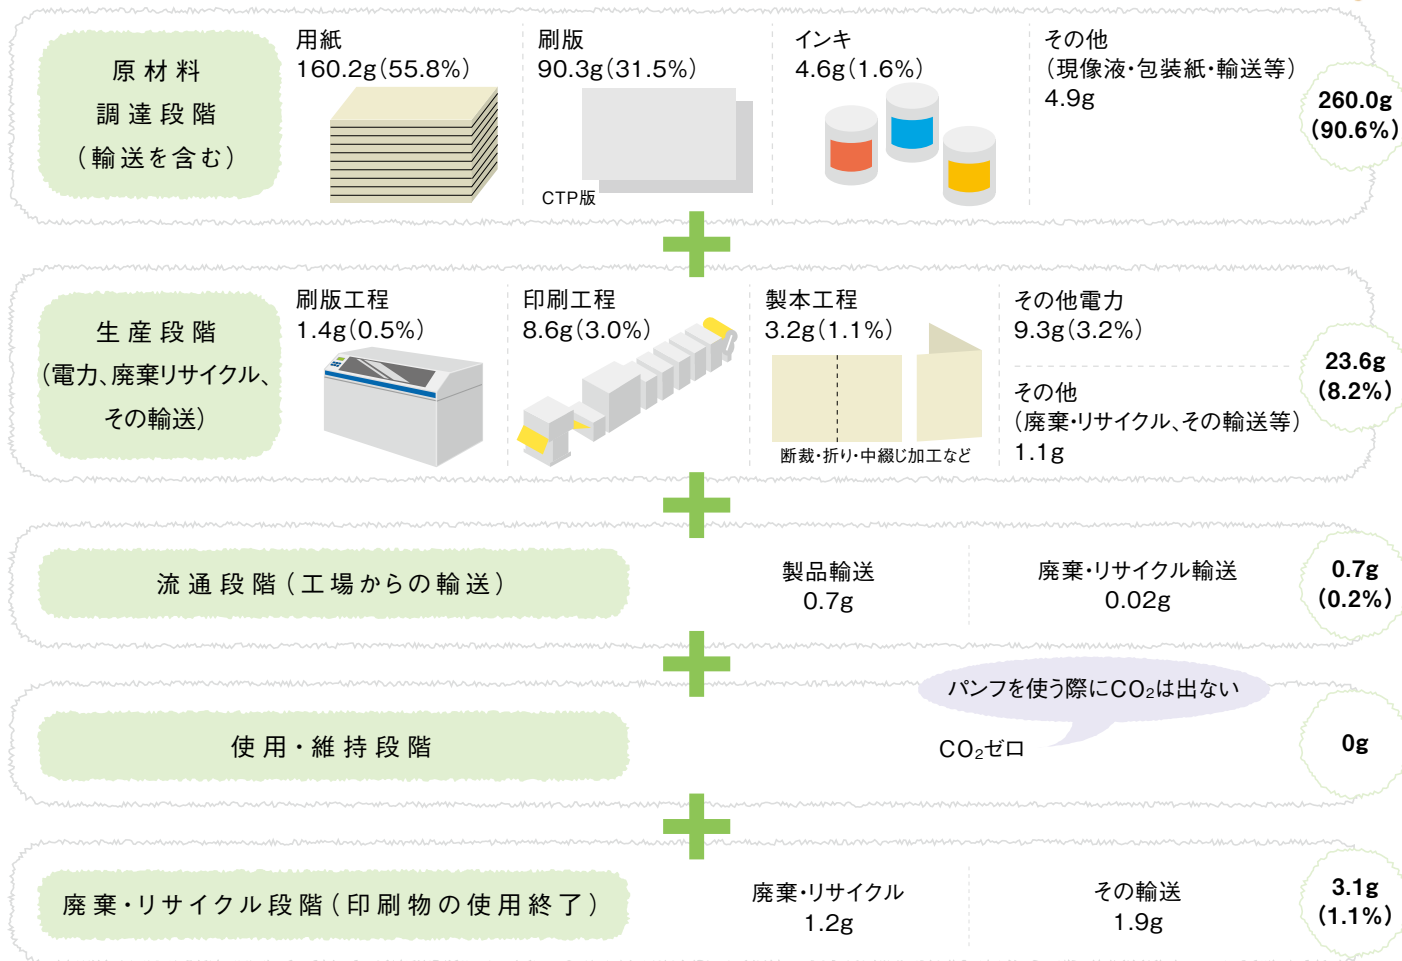 原材料
調達段階
（輸送を含む）
用紙
160.2g（55.8%）
刷版
90.3g（31.5%）
CTP版
インキ
4.6g（1.6%）
その他
（現像液・包装紙・輸送等）
4.9g
260.0g
(90.6%)
生産段階
（電力、廃棄リサイクル、
その輸送）
刷版工程
1.4g（0.5%）
印刷工程
8.6g（3.0%）
製本工程
3.2g（1.1%）
断裁・折り・中綴じ加工など
その他電力
9.3g（3.2%）
その他
（廃棄・リサイクル、その輸送等）
1.1g
23.6g
(8.2%)
流通段階（工場からの輸送）
製品輸送
0.7g
廃棄・リサイクル輸送
0.02g
0.7g
(0.2%)
使用・維持段階
パンフを使う際にCO₂は出ない
CO₂ゼロ
0g
廃棄・リサイクル段階（印刷物の使用終了）
廃棄・リサイクル
1.2g
その輸送
1.9g
3.1g
(1.1%)